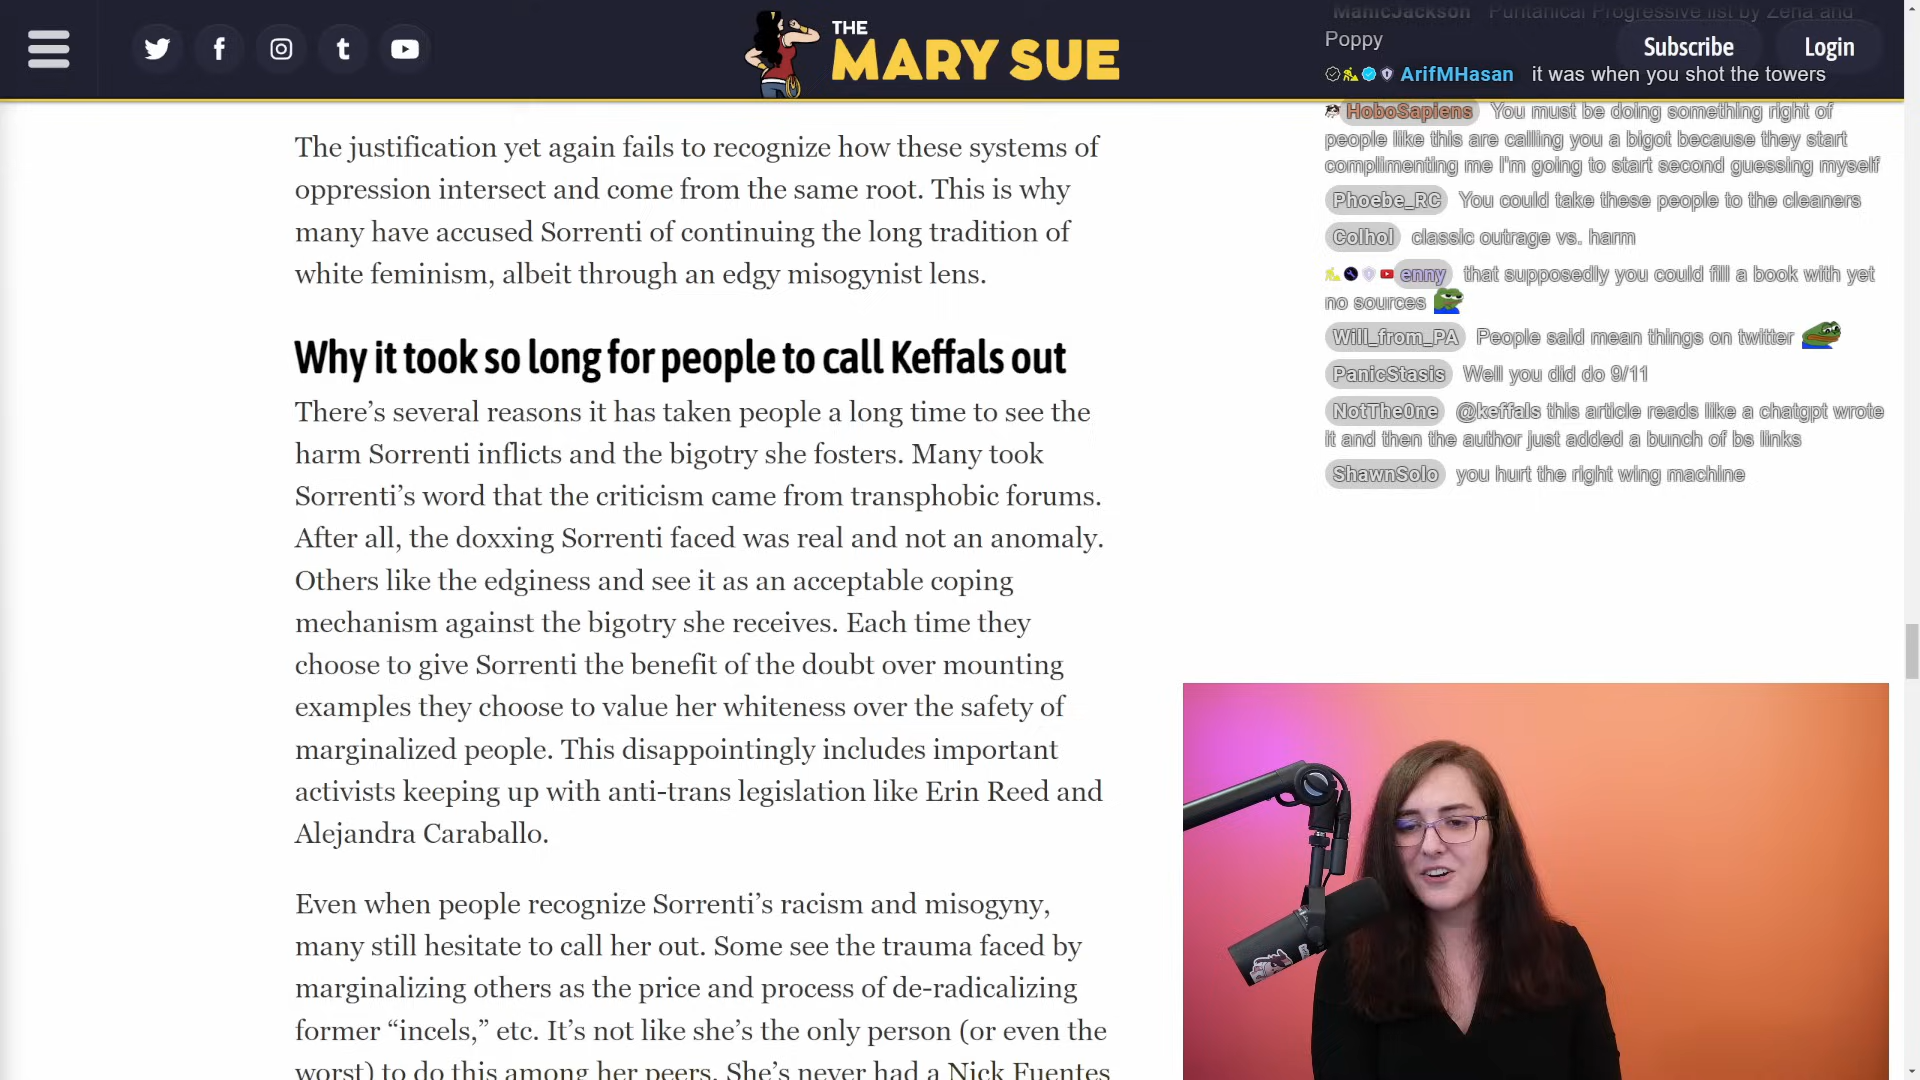 THE
MARY SUE
Subscribe
Login
The justification yet again fails to recognize how these systems of
oppression intersect and come from the same root. This is why
many have accused Sorrenti of continuing the long tradition of
white feminism, albeit through an edgy misogynist lens.
Why it took so long for people to call Keffals out
There’s several reasons it has taken people a long time to see the
harm Sorrenti inflicts and the bigotry she fosters. Many took
Sorrenti’s word that the criticism came from transphobic forums.
After all, the doxxing Sorrenti faced was real and not an anomaly.
Others like the edginess and see it as an acceptable coping
mechanism against the bigotry she receives. Each time they
choose to give Sorrenti the benefit of the doubt over mounting
examples they choose to value her whiteness over the safety of
marginalized people. This disappointingly includes important
activists keeping up with anti-trans legislation like Erin Reed and
Alejandra Caraballo.
Even when people recognize Sorrenti’s racism and misogyny,
many still hesitate to call her out. Some see the trauma faced by
marginalizing others as the price and process of de-radicalizing
former “incels,” etc. It’s not like she’s the only person (or even the
worst) to do this among her peers. She’s never had a Nick Fuentes
ManicJackson Puritanical Progressive list by Zena and
Poppy
ArifMHasan it was when you shot the towers
HoboSapiens You must be doing something right of
people like this are calling you a bigot because they start
complimenting me I'm going to start second guessing myself
Phoebe_RC You could take these people to the cleaners
Colhol classic outrage vs. harm
enny that supposedly you could fill a book with yet
no sources
Will_from_PA People said mean things on twitter
PanicStasis Well you did do 9/11
NotThe0ne @keffals this article reads like a chatgpt wrote
it and then the author just added a bunch of bs links
ShawnSolo you hurt the right wing machine